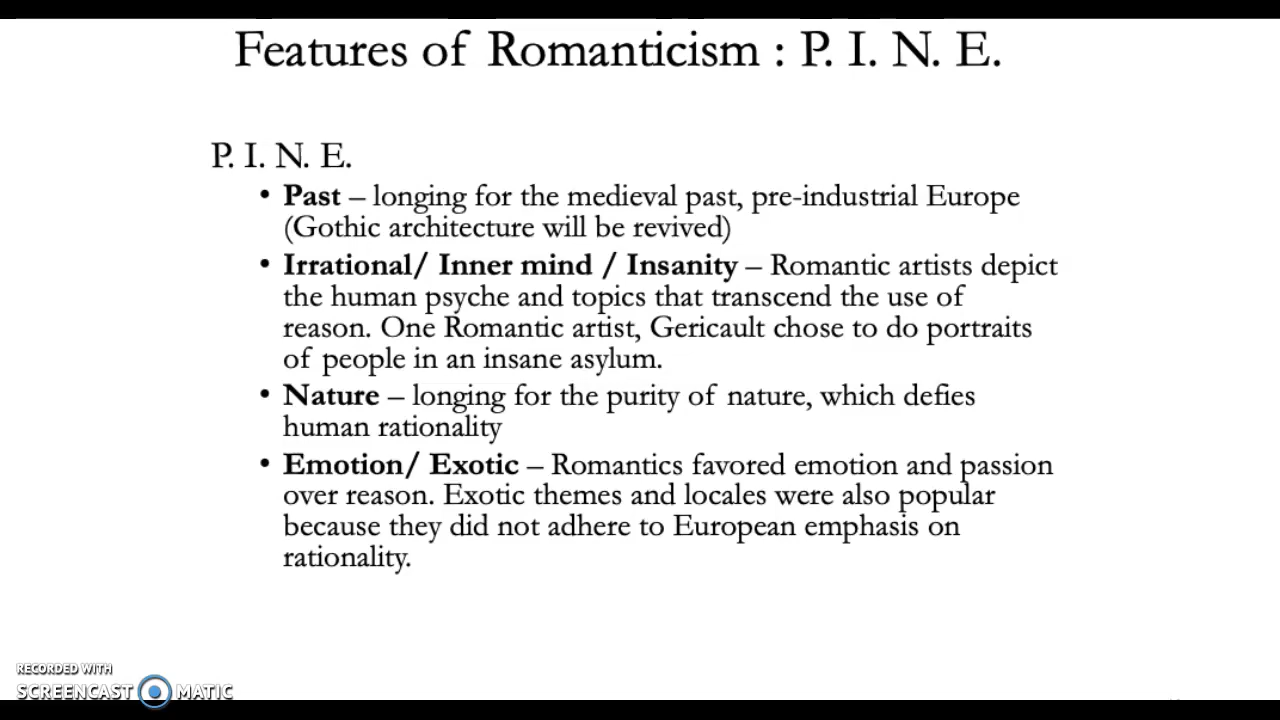 Features of Romanticism : P. I. N. E.
P. I. N. E.
• Past – longing for the medieval past, pre-industrial Europe
(Gothic architecture will be revived)
• Irrational/ Inner mind / Insanity – Romantic artists depict
the human psyche and topics that transcend the use of
reason. One Romantic artist, Gericault chose to do portraits
of people in an insane asylum.
• Nature – longing for the purity of nature, which defies
human rationality
• Emotion/ Exotic – Romantics favored emotion and passion
over reason. Exotic themes and locales were also popular
because they did not adhere to European emphasis on
rationality.
RECORDED WITH
SCREENCAST MATIC